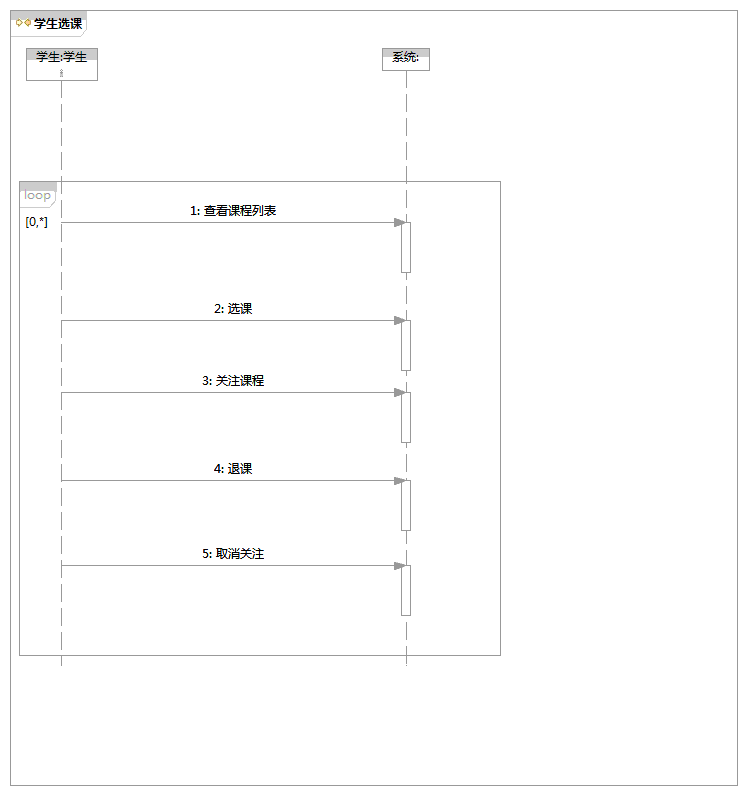 学生选课
学生:学生
系统:
loop
[0,*]
1: 查看课程列表
2: 选课
3: 关注课程
4: 退课
5: 取消关注